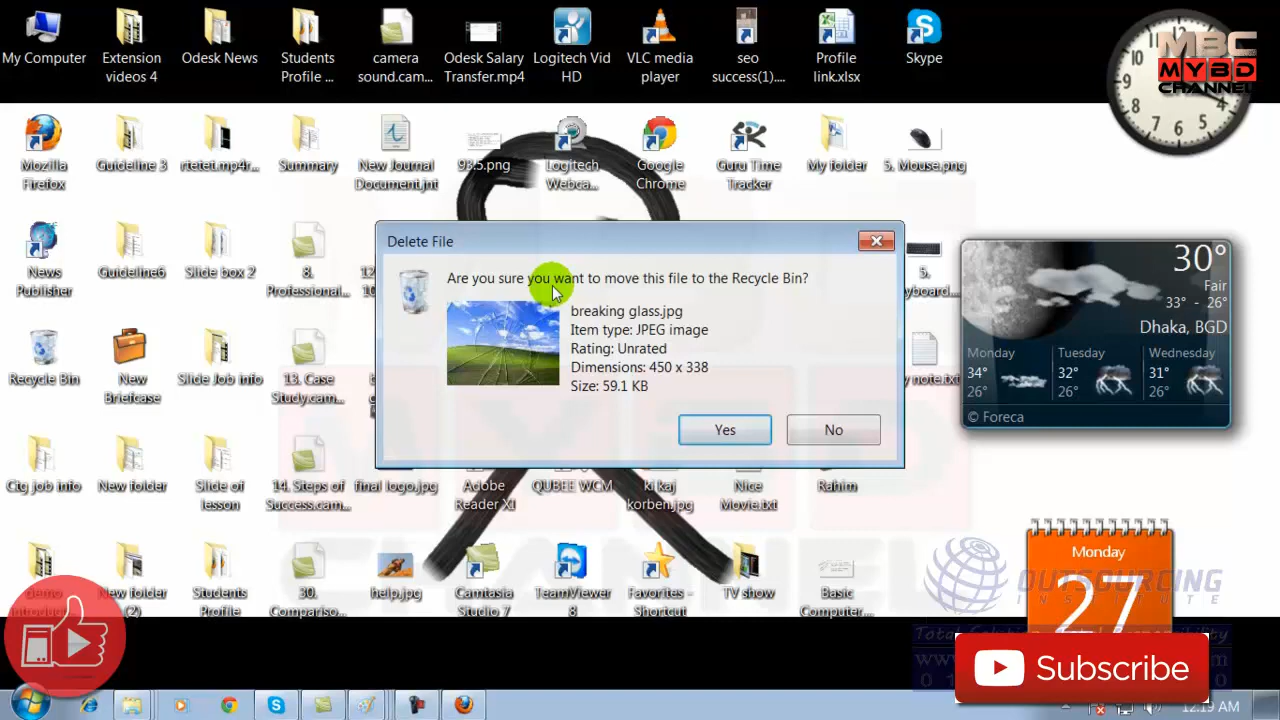 My Computer
Extension
videos 4
Odesk News
Students
Profile ...
camera
sound.cam...
Odesk Salary
Transfer.mp4
Logitech Vid
HD
VLC media
player
seo
success(1)....
Profile
link.xlsx
Skype
MBC
MYBD
CHANNEL
Mozilla
Firefox
Guideline 3
rtetet.mp4r...
Summary
New Journal
Document.jnt
93.5.png
Logitech
Webca...
Google
Chrome
Guru Time
Tracker
My folder
5. Mouse.png
News
Publisher
Guideline6
Slide box 2
8.
Professional...
5.
Delete File
Are you sure you want to move this file to the Recycle Bin?
breaking glass.jpg
Item type: JPEG image
Rating: Unrated
Dimensions: 450 x 338
Size: 59.1 KB
Yes
No
30°
Fair
33° - 26°
Dhaka, BGD
Monday
34°
26°
Tuesday
32°
26°
Wednesday
31°
26°
© Foreca
Recycle Bin
New
Briefcase
Slide Job info
13. Case
Study.cam...
Ctg job info
New folder
Slide of
lesson
14. Steps of
Success.cam...
final logo.jpg
Adobe
Reader XI
QUBEE WCM
ki kaj
korben.jpg
Nice
Movie.txt
Rahim
Demo
New folder
(2)
Students
Profile
30.
Compariso...
help.jpg
Camtasia
Studio 7
TeamViewer
8
Favorites -
Shortcut
TV show
Basic
Computer...
Monday
27
OUTSOURCING
INSTITUTE
CHANNEL
Subscribe
12:19 AM